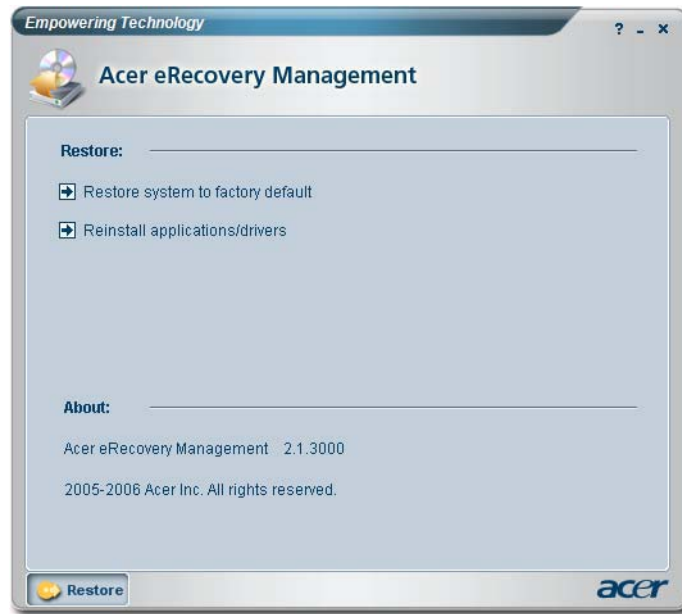 Empowering Technology
? - x
Acer eRecovery Management
Restore:
Restore system to factory default
Reinstall applications/drivers
About:
Acer eRecovery Management 2.1.3000
2005-2006 Acer Inc. All rights reserved.
Restore
acer